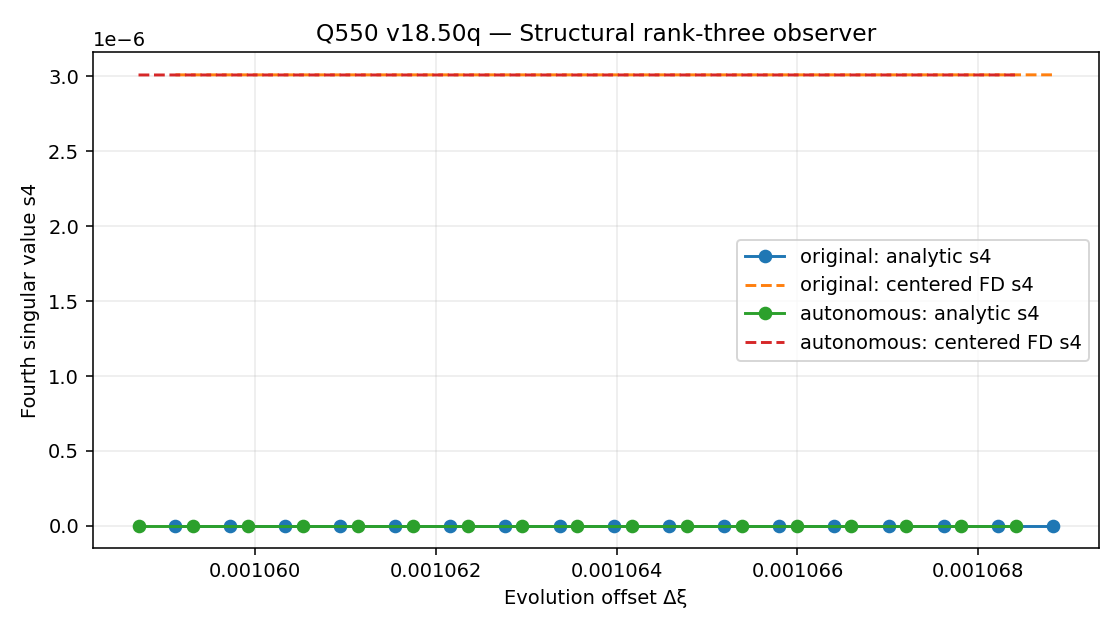 Q550 v18.50q — Structural rank-three observer
1e−6
3.0
2.5
2.0
1.5
1.0
0.5
0.0
Fourth singular value s4
original: analytic s4
original: centered FD s4
autonomous: analytic s4
autonomous: centered FD s4
0.001060 0.001062 0.001064 0.001066 0.001068
Evolution offset Δξ